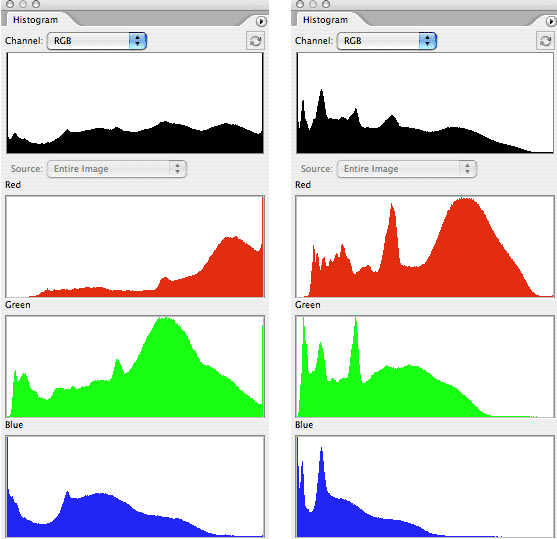 Histogram
Channel: RGB
Source: Entire Image
Red
Green
Blue
Histogram
Channel: RGB
Source: Entire Image
Red
Green
Blue